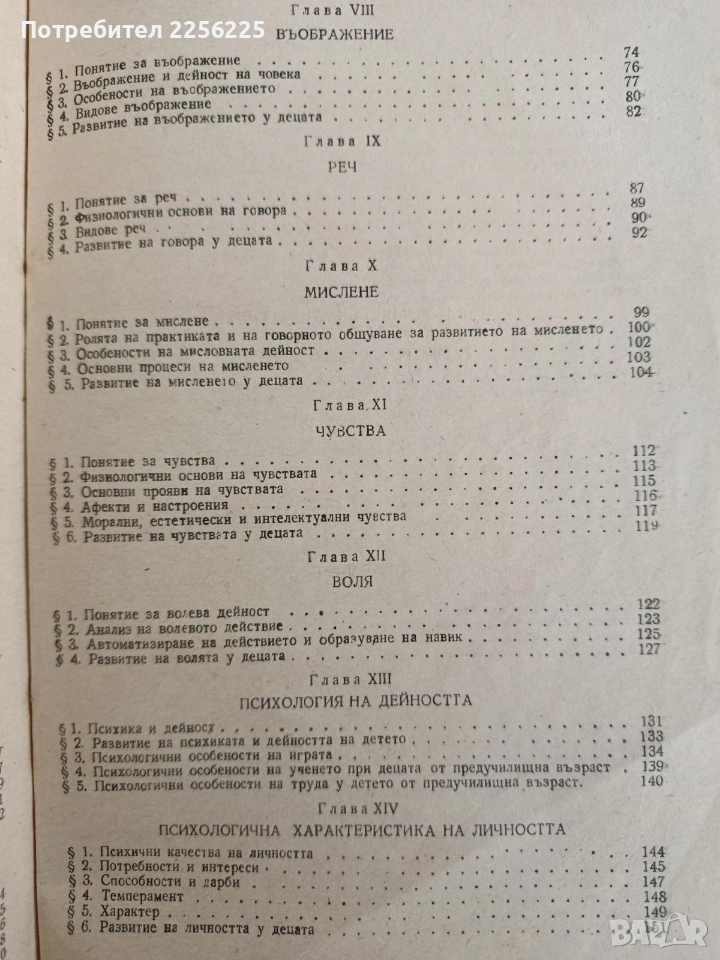 Потребител 2256225
Глава VIII
ВЪОБРАЖЕНИЕ
§ 1. Понятие за въображение . . . . . . . . . . 74
§ 2. Въображение и дейност на човека . . . . . . . . . . 76
§ 3. Особености на въображението . . . . . . . . . . 77
§ 4. Видове въображение . . . . . . . . . . 80
§ 5. Развитие на въображението у децата . . . . . . . . . . 82
Глава IX
РЕЧ
§ 1. Понятие за реч . . . . . . . . . . 87
§ 2. Физиологични основи на говора . . . . . . . . . . 89
§ 3. Видове реч . . . . . . . . . . 90
§ 4. Развитие на говора у децата . . . . . . . . . . 92
Глава X
МИСЛЕНЕ
§ 1. Понятие за мислене . . . . . . . . . . 99
§ 2. Ролята на практиката и на говорното общуване за развитието на мисленето . 100
§ 3. Особености на мисловната дейност . . . . . . . . . . 102
§ 4. Основни процеси на мисленето . . . . . . . . . . 103
§ 5. Развитие на мисленето у децата . . . . . . . . . . 104
Глава XI
ЧУВСТВА
§ 1. Понятие за чувства . . . . . . . . . . 112
§ 2. Физиологични основи на чувствата . . . . . . . . . . 113
§ 3. Основни прояви на чувствата . . . . . . . . . . 115
§ 4. Афекти и настроения . . . . . . . . . . 116
§ 5. Морални, естетически и интелектуални чувства . . . . . . . . . . 117
§ 6. Развитие на чувствата у децата . . . . . . . . . . 119
Глава XII
ВОЛЯ
§ 1. Понятие за волева дейност . . . . . . . . . . 122
§ 2. Анализ на волевото действие . . . . . . . . . . 123
§ 3. Автоматизиране на действието и образуване на навик . . . . . . . . . . 125
§ 4. Развитие на волята у децата . . . . . . . . . . 127
Глава XIII
ПСИХОЛОГИЯ НА ДЕЙНОСТТА
§ 1. Психика и дейност . . . . . . . . . . 131
§ 2. Развитие на психиката и дейността на детето . . . . . . . . . . 133
§ 3. Психологични особености на играта . . . . . . . . . . 134
§ 4. Психологични особености на ученето при децата от предучилищна възраст . 139
§ 5. Психологични особености на труда у детето от предучилищна възраст. . . . 140
Глава XIV
ПСИХОЛОГИЧНА ХАРАКТЕРИСТИКА НА ЛИЧНОСТТА
§ 1. Психични качества на личността . . . . . . . . . . 144
§ 2. Потребности и интереси . . . . . . . . . . 145
§ 3. Способности и дарби . . . . . . . . . . 147
§ 4. Темперамент . . . . . . . . . . 148
§ 5. Характер . . . . . . . . . . 149
§ 6. Развитие на личността у децата . . . . . . . . . . 151
BAZAR